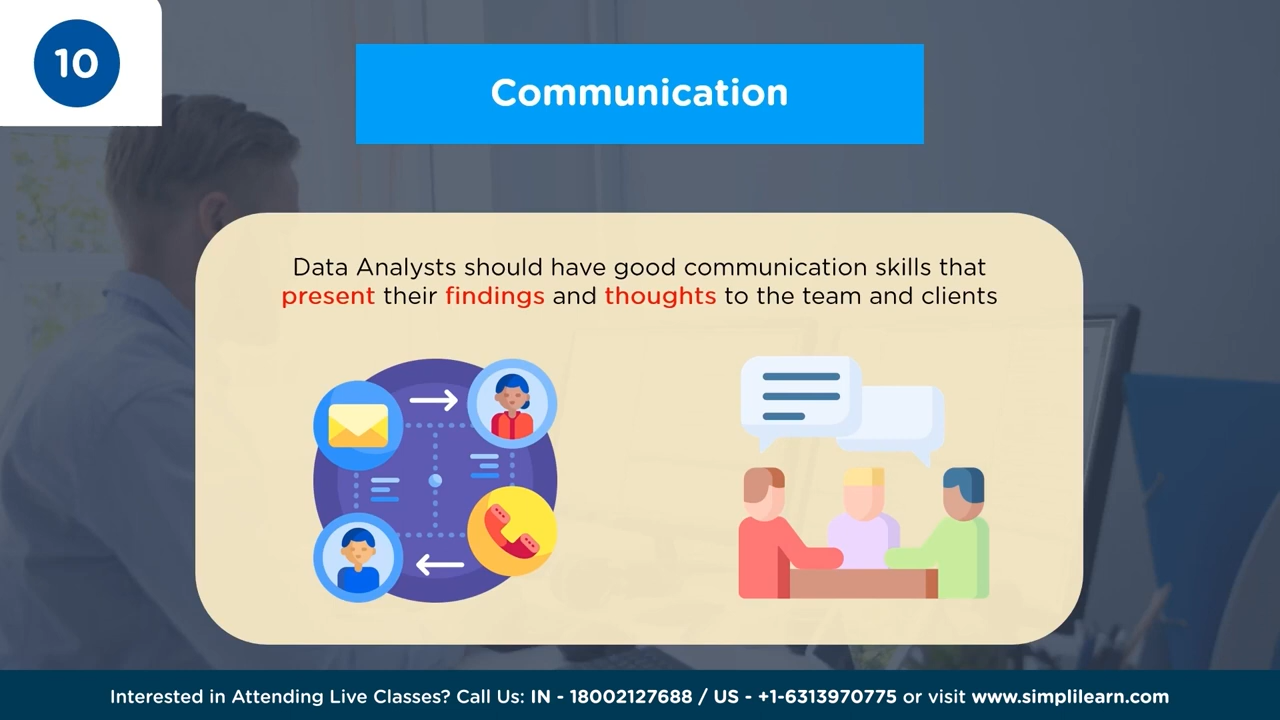 10
Communication
Data Analysts should have good communication skills that
present their findings and thoughts to the team and clients
Interested in Attending Live Classes? Call Us: IN - 18002127688 / US - +1-6313970775 or visit www.simplilearn.com